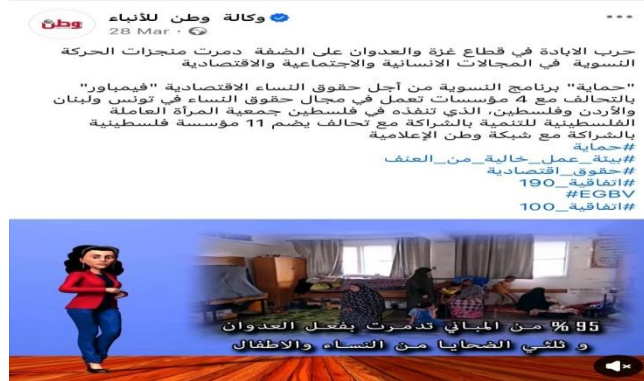 وكالة وطن للأنباء
28 Mar
وطن
حرب الابادة في قطاع غزة والعدوان على الضفة دمرت منجزات الحركة
النسوية في المجالات الانسانية والاجتماعية والاقتصادية
"حماية" برنامج النسوية من أجل حقوق النساء الاقتصادية "فيمباور"
بالتحالف مع 4 مؤسسات تعمل في مجال حقوق النساء في تونس ولبنان
والأردن وفلسطين، الذي تنفذه في فلسطين جمعية المرأة العاملة
الفلسطينية للتنمية بالشراكة مع تحالف يضم 11 مؤسسة فلسطينية
بالشراكة مع شبكة وطن الإعلامية
#حماية
#بيئة_عمل_خالية_من_العنف
#حقوق_اقتصادية
#اتفاقية_190
#EGBV
#اتفاقية_100
95 % من المباني تدمرت بفعل العدوان
و ثلثي الضحايا من النساء والاطفال